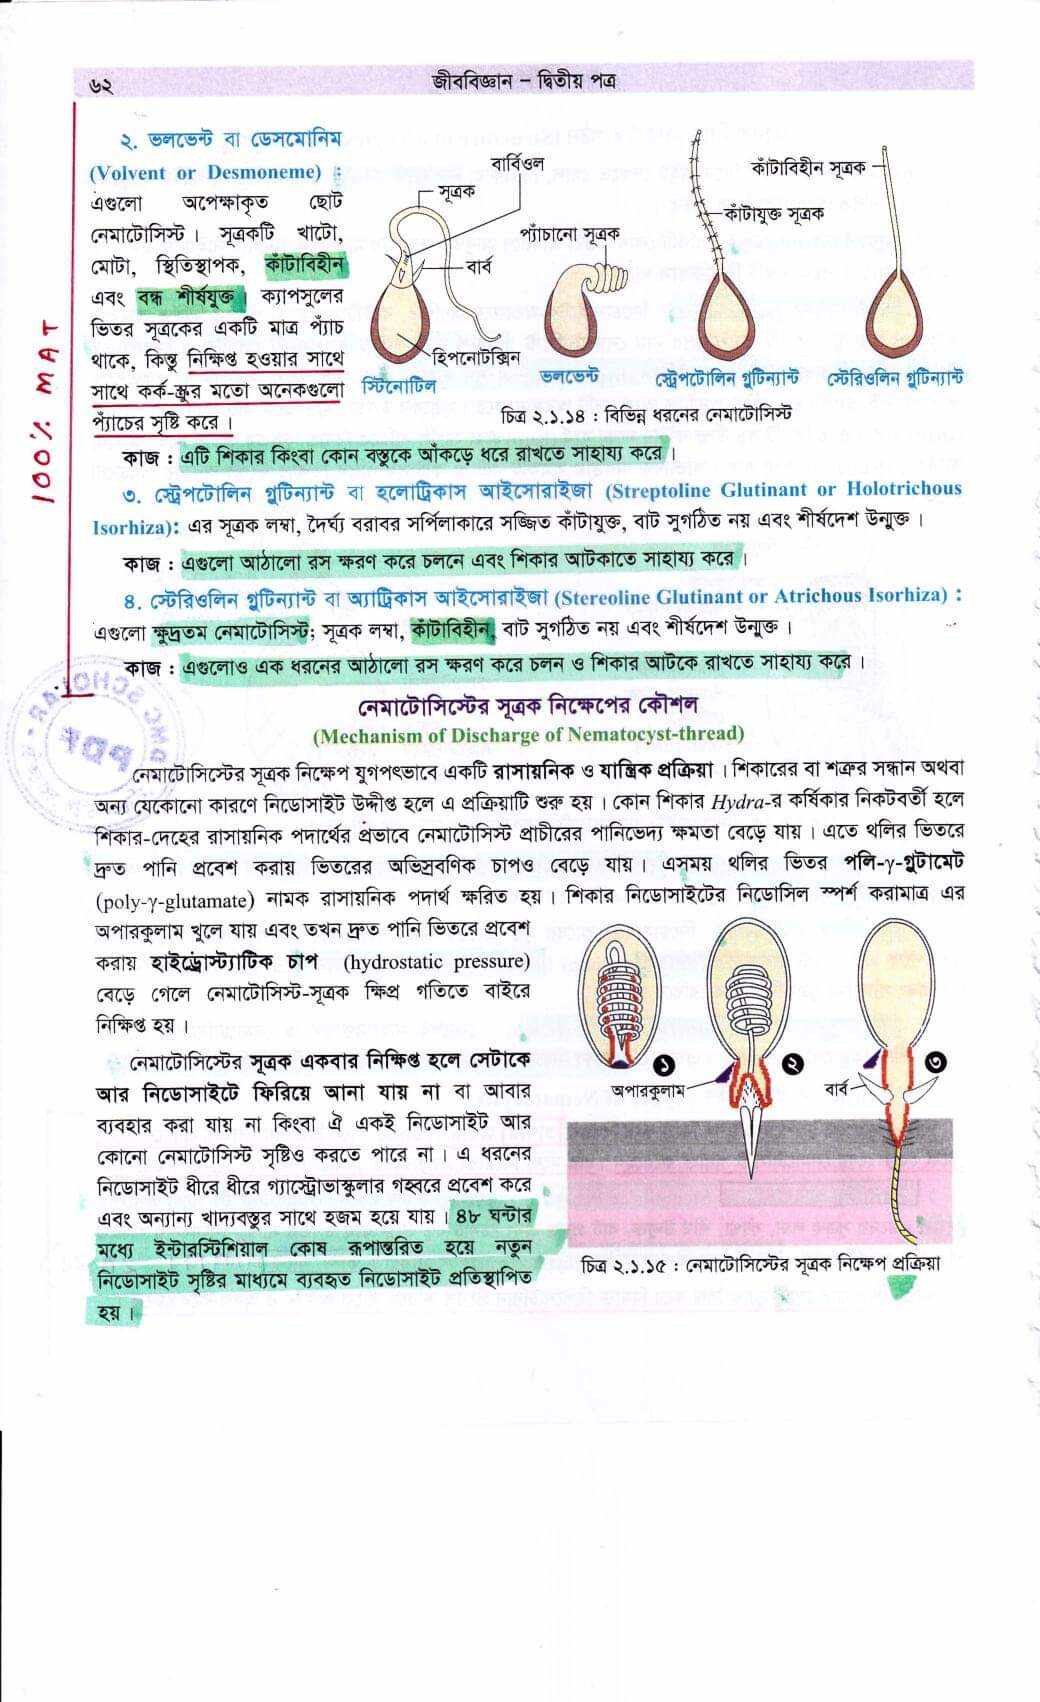 ৬২
জীববিজ্ঞান – দ্বিতীয় পত্র
২. ভলভেন্ট বা ডেসমোনিম
(Volvent or Desmoneme) :
এগুলো অপেক্ষাকৃত ছোট
নেমাটোসিস্ট। সূত্রকটি খাটো,
মোটা, স্থিতিস্থাপক, কাঁটাবিহীন
এবং বন্ধ শীর্ষযুক্ত। ক্যাপসুলের
ভিতর সূত্রকের একটি মাত্র প্যাঁচ
থাকে, কিন্তু নিক্ষিপ্ত হওয়ার সাথে
সাথে কর্ক-স্ক্রুর মতো অনেকগুলো
প্যাঁচের সৃষ্টি করে।
বার্বিওল
সূত্রক
বার্ব
হিপনোটক্সিন
স্টিনোটিল
প্যাঁচানো সূত্রক
ভলভেন্ট
কাঁটাযুক্ত সূত্রক
স্ট্রেপটোলিন গ্লুটিন্যান্ট
কাঁটাবিহীন সূত্রক
স্টেরিওলিন গ্লুটিন্যান্ট
চিত্র ২.১.১৪ : বিভিন্ন ধরনের নেমাটোসিস্ট
100% MAT
কাজ : এটি শিকার কিংবা কোন বস্তুকে আঁকড়ে ধরে রাখতে সাহায্য করে।
৩. স্ট্রেপটোলিন গ্লুটিন্যান্ট বা হলোট্রিকাস আইসোরাইজা (Streptoline Glutinant or Holotrichous
Isorhiza): এর সূত্রক লম্বা, দৈর্ঘ্য বরাবর সর্পিলাকারে সজ্জিত কাঁটাযুক্ত, বাট সুগঠিত নয় এবং শীর্ষদেশ উন্মুক্ত।
কাজ : এগুলো আঠালো রস ক্ষরণ করে চলনে এবং শিকার আটকাতে সাহায্য করে।
৪. স্টেরিওলিন গ্লুটিন্যান্ট বা অ্যাট্রিকাস আইসোরাইজা (Stereoline Glutinant or Atrichous Isorhiza) :
এগুলো ক্ষুদ্রতম নেমাটোসিস্ট; সূত্রক লম্বা, কাঁটাবিহীন, বাট সুগঠিত নয় এবং শীর্ষদেশ উন্মুক্ত।
কাজ : এগুলোও এক ধরনের আঠালো রস ক্ষরণ করে চলন ও শিকার আটকে রাখতে সাহায্য করে।
নেমাটোসিস্টের সূত্রক নিক্ষেপের কৌশল
(Mechanism of Discharge of Nematocyst-thread)
নেমাটোসিস্টের সূত্রক নিক্ষেপ যুগপৎভাবে একটি রাসায়নিক ও যান্ত্রিক প্রক্রিয়া। শিকারের বা শত্রুর সন্ধান অথবা
অন্য যেকোনো কারণে নিডোসাইট উদ্দীপ্ত হলে এ প্রক্রিয়াটি শুরু হয়। কোন শিকার Hydra-র কর্ষিকার নিকটবর্তী হলে
শিকার-দেহের রাসায়নিক পদার্থের প্রভাবে নেমাটোসিস্ট প্রাচীরের পানিভেদ্য ক্ষমতা বেড়ে যায়। এতে থলির ভিতরে
দ্রুত পানি প্রবেশ করায় ভিতরের অভিস্রবণিক চাপও বেড়ে যায়। এসময় থলির ভিতর পলি-γ-গ্লুটামেট
(poly-γ-glutamate) নামক রাসায়নিক পদার্থ ক্ষরিত হয়। শিকার নিডোসাইটের নিডোসিল স্পর্শ করামাত্র এর
অপারকুলাম খুলে যায় এবং তখন দ্রুত পানি ভিতরে প্রবেশ
করায় হাইড্রোস্ট্যাটিক চাপ (hydrostatic pressure)
বেড়ে গেলে নেমাটোসিস্ট-সূত্রক ক্ষিপ্র গতিতে বাইরে
নিক্ষিপ্ত হয়।
নেমাটোসিস্টের সূত্রক একবার নিক্ষিপ্ত হলে সেটাকে
আর নিডোসাইটে ফিরিয়ে আনা যায় না বা আবার
ব্যবহার করা যায় না কিংবা ঐ একই নিডোসাইট আর
কোনো নেমাটোসিস্ট সৃষ্টিও করতে পারে না। এ ধরনের
নিডোসাইট ধীরে ধীরে গ্যাস্ট্রোভাস্কুলার গহ্বরে প্রবেশ করে
এবং অন্যান্য খাদ্যবস্তুর সাথে হজম হয়ে যায়। ৪৮ ঘন্টার
মধ্যে ইন্টারস্টিশিয়াল কোষ রূপান্তরিত হয়ে নতুন
নিডোসাইট সৃষ্টির মাধ্যমে ব্যবহৃত নিডোসাইট প্রতিস্থাপিত
হয়।
১
২
৩
অপারকুলাম
বার্ব
চিত্র ২.১.১৫ : নেমাটোসিস্টের সূত্রক নিক্ষেপ প্রক্রিয়া